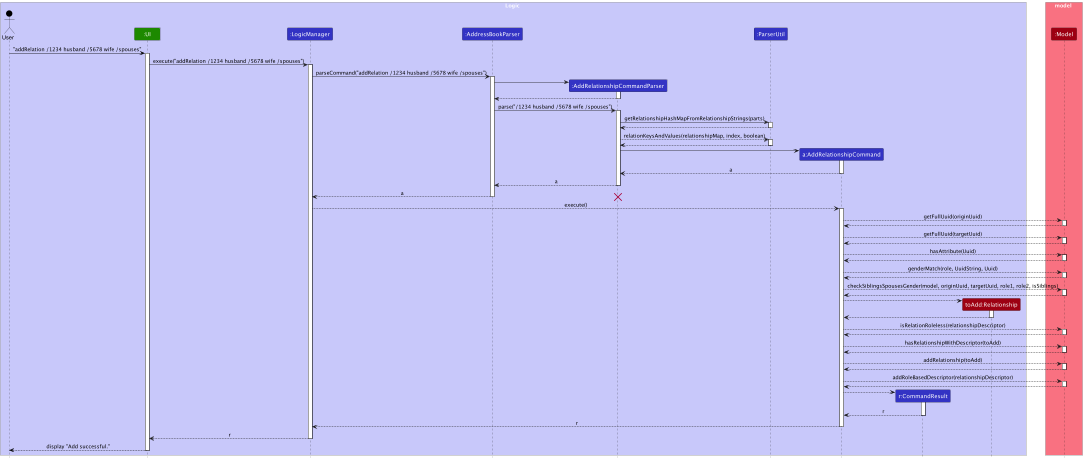 Logic
model
User
:UI
:LogicManager
:AddressBookParser
:ParserUtil
:Model
"addRelation /1234 husband /5678 wife /spouses"
execute("addRelation /1234 husband /5678 wife /spouses")
parseCommand("addRelation /1234 husband /5678 wife /spouses")
:AddRelationshipCommandParser
parse("/1234 husband /5678 wife /spouses")
getRelationshipHashMapFromRelationshipStrings(parts)
relationKeysAndValues(relationshipMap, index, boolean)
a:AddRelationshipCommand
a
a
a
execute()
getFullUuid(originUuid)
getFullUuid(targetUuid)
hasAttribute(Uuid)
genderMatch(role, UuidString, Uuid)
checkSiblingsSpousesGender(model, originUuid, targetUuid, role1, role2, isSiblings)
toAdd:Relationship
isRelationRoleless(relationshipDescriptor)
hasRelationshipWithDescriptor(toAdd)
addRelationship(toAdd)
addRoleBasedDescriptor(relationshipDescriptor)
r:CommandResult
r
r
r
display "Add successful."